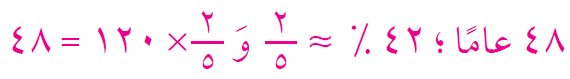 ٤٨ عامًا؛ ٤٢ ٪ ≈ ٢/٥ وَ ٢/٥ × ١٢٠ = ٤٨